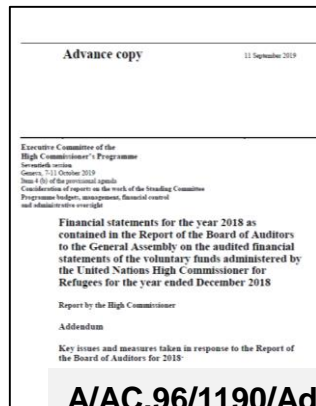 Advance copy
11 September 2019
Executive Committee of the
High Commissioner's Programme
Seventieth session
Geneva, 7-11 October 2019
Item 4 (b) of the provisional agenda
Consideration of reports on the work of the Standing Committee
Programme budgets, management, financial control
and administrative oversight
Financial statements for the year 2018 as
contained in the Report of the Board of Auditors
to the General Assembly on the audited financial
statements of the voluntary funds administered by
the United Nations High Commissioner for
Refugees for the year ended December 2018
Report by the High Commissioner
Addendum
Key issues and measures taken in response to the Report of
the Board of Auditors for 2018
A/AC.96/1190/Ad